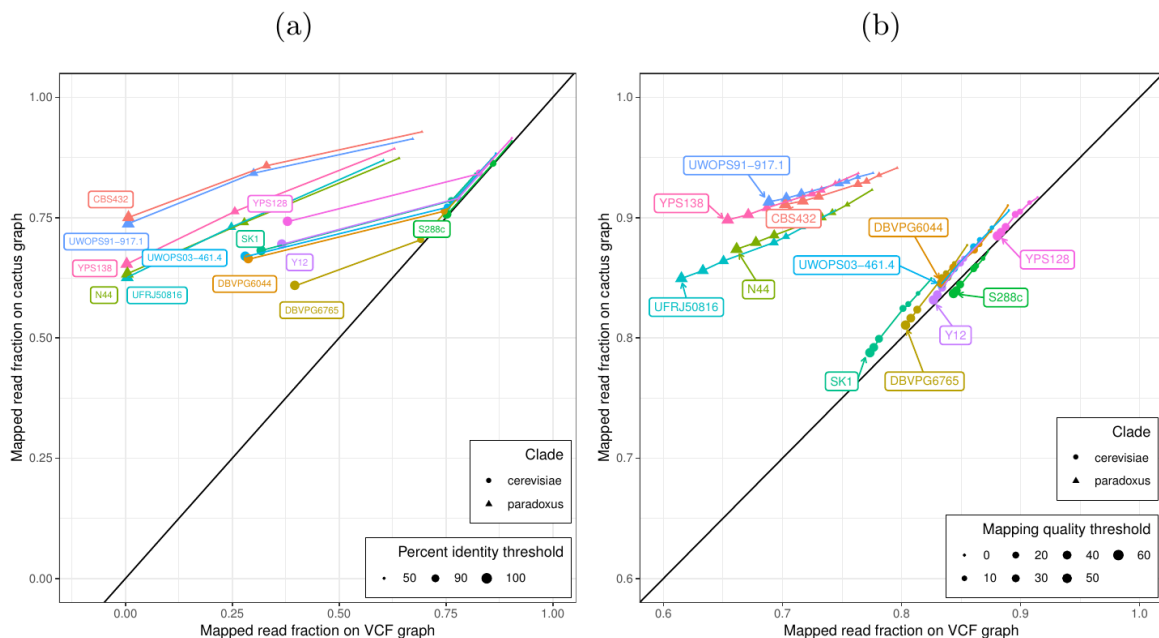 (a)
Mapped read fraction on cactus graph
1.00
0.75
0.50
0.25
0.00
CBS432
UWOPS91−917.1
YPS138
N44
UFRJ50816
UWOPS03−461.4
SK1
YPS128
Y12
DBVPG6044
DBVPG6765
S288c
Clade
cerevisiae
paradoxus
Percent identity threshold
50 90 100
0.00 0.25 0.50 0.75 1.00
Mapped read fraction on VCF graph
(b)
Mapped read fraction on cactus graph
1.0
0.9
0.8
0.7
0.6
UWOPS91−917.1
YPS138
CBS432
N44
UFRJ50816
DBVPG6044
UWOPS03−461.4
YPS128
S288c
Y12
DBVPG6765
SK1
Clade
cerevisiae
paradoxus
Mapping quality threshold
0 20 40 60
10 30 50
0.6 0.7 0.8 0.9 1.0
Mapped read fraction on VCF graph